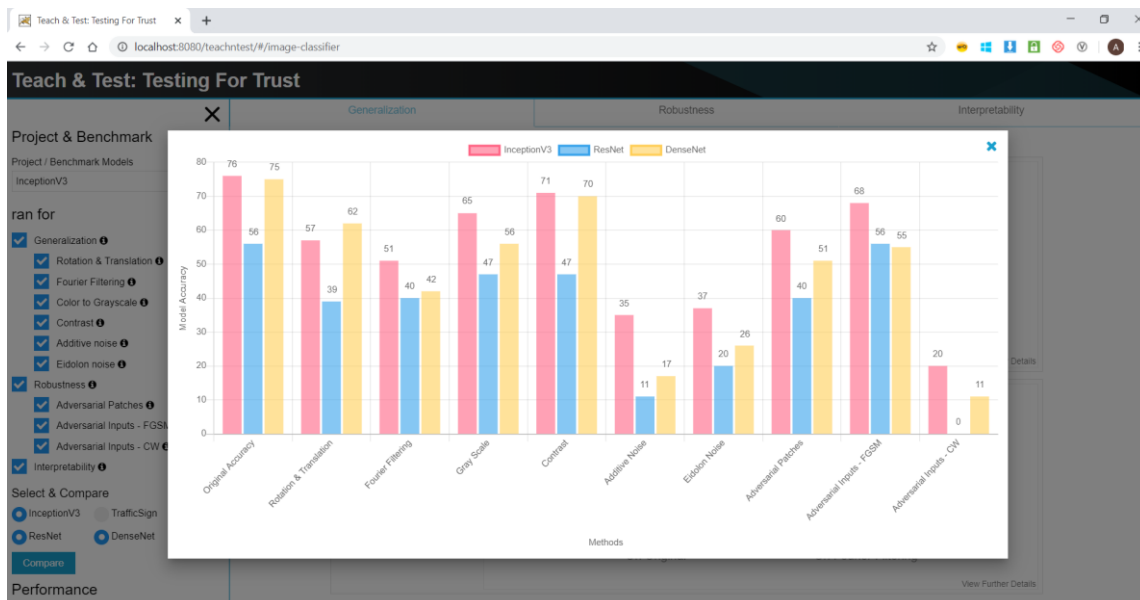 Teach & Test: Testing For Trust
localhost:8080/teachntest/#/image-classifier
A
Teach & Test: Testing For Trust
Generalization Robustness Interpretability
Project & Benchmark
Project / Benchmark Models
InceptionV3
ran for
Generalization
Rotation & Translation
Fourier Filtering
Color to Grayscale
Contrast
Additive noise
Eidolon noise
Robustness
Adversarial Patches
Adversarial Inputs - FGSM
Adversarial Inputs - CW
Interpretability
Select & Compare
InceptionV3 TrafficSign
ResNet DenseNet
Compare
Performance
InceptionV3 ResNet DenseNet
Model Accuracy
80
70
60
50
40
30
20
10
0
76 56 75
57 39 62
51 40 42
65 47 56
71 47 70
35 11 17
37 20 26
60 40 51
68 56 55
20 0 11
Original Accuracy
Rotation & Translation
Fourier Filtering
Gray Scale
Contrast
Additive Noise
Eidolon Noise
Adversarial Patches
Adversarial Inputs - FGSM
Adversarial Inputs - CW
Methods
Details
View Further Details